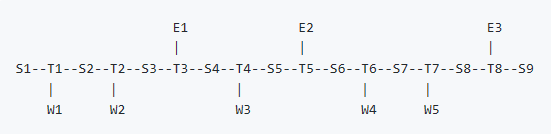 E1 E2 E3
| | |
S1--T1--S2--T2--S3--T3--S4--T4--S5--T5--S6--T6--S7--T7--S8--T8--S9
| | | | |
W1 W2 W3 W4 W5